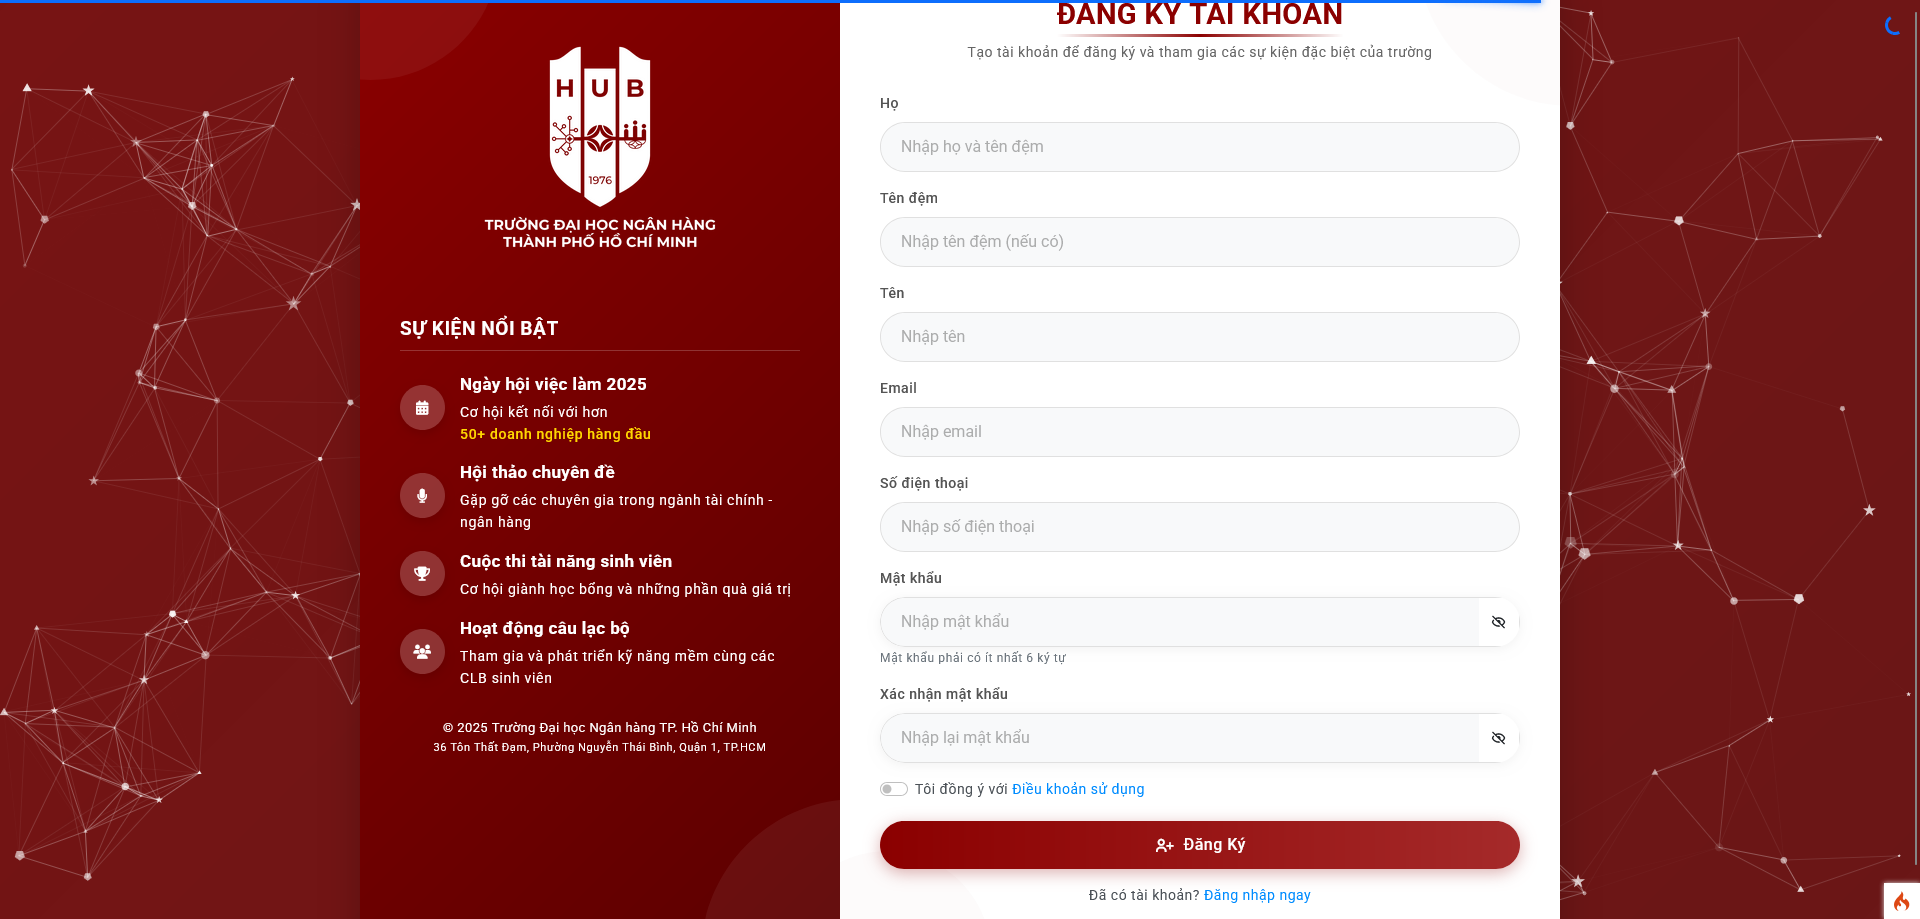 HUB
1976
TRƯỜNG ĐẠI HỌC NGÂN HÀNG
THÀNH PHỐ HỒ CHÍ MINH
SỰ KIỆN NỔI BẬT
Ngày hội việc làm 2025
Cơ hội kết nối với hơn
50+ doanh nghiệp hàng đầu
Hội thảo chuyên đề
Gặp gỡ các chuyên gia trong ngành tài chính -
ngân hàng
Cuộc thi tài năng sinh viên
Cơ hội giành học bổng và những phần quà giá trị
Hoạt động câu lạc bộ
Tham gia và phát triển kỹ năng mềm cùng các
CLB sinh viên
© 2025 Trường Đại học Ngân hàng TP. Hồ Chí Minh
36 Tôn Thất Đạm, Phường Nguyễn Thái Bình, Quận 1, TP.HCM
ĐĂNG KÝ TÀI KHOẢN
Tạo tài khoản để đăng ký và tham gia các sự kiện đặc biệt của trường
Họ
Nhập họ và tên đệm
Tên đệm
Nhập tên đệm (nếu có)
Tên
Nhập tên
Email
Nhập email
Số điện thoại
Nhập số điện thoại
Mật khẩu
Nhập mật khẩu
Mật khẩu phải có ít nhất 6 ký tự
Xác nhận mật khẩu
Nhập lại mật khẩu
Tôi đồng ý với Điều khoản sử dụng
Đăng Ký
Đã có tài khoản? Đăng nhập ngay